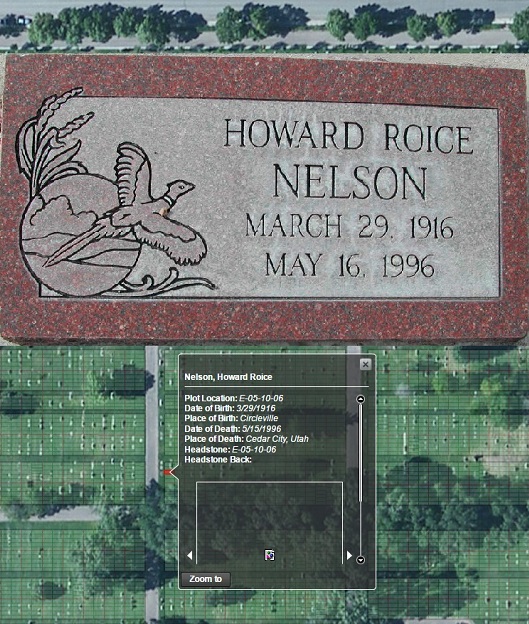 HOWARD ROICE
NELSON
MARCH 29, 1916
MAY 16, 1996
Nelson, Howard Roice
Plot Location: E-05-10-06
Date of Birth: 3/29/1916
Place of Birth: Circleville
Date of Death: 5/15/1996
Place of Death: Cedar City, Utah
Headstone: E-05-10-06
Headstone Back:
Zoom to